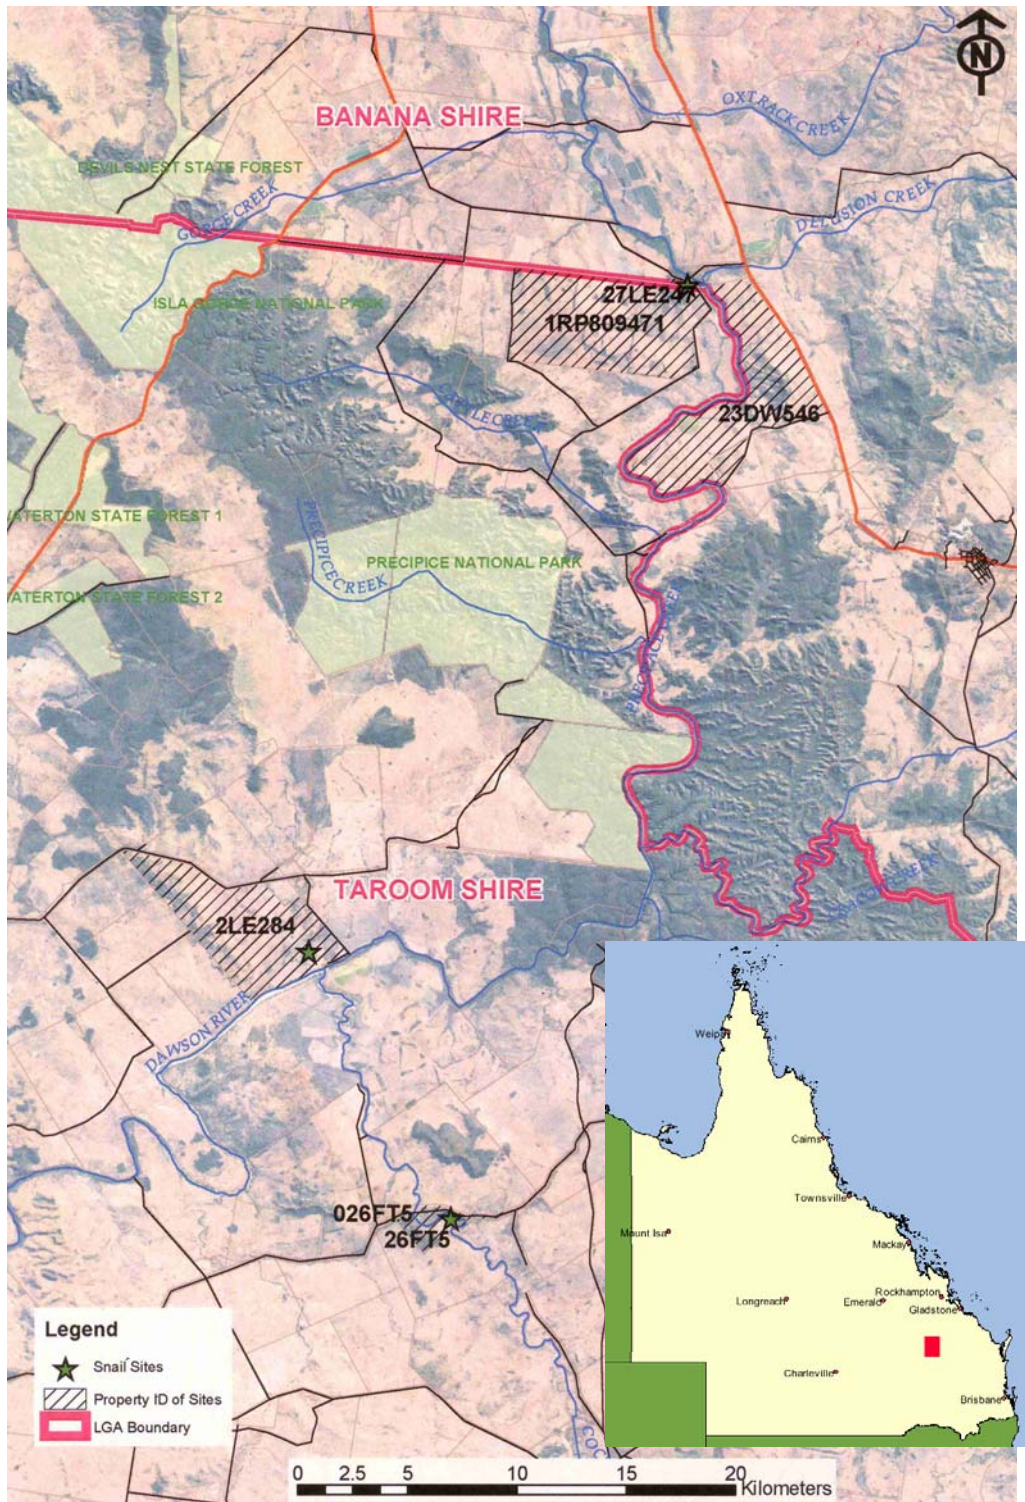 N
OXTRACK CREEK
BANANA SHIRE
DEVILS NEST STATE FOREST
GORGE CREEK
DELUSION CREEK
ISLA GORGE NATIONAL PARK
27LE247
1RP809471
23DW546
WATERTON STATE FOREST 1
PRECIPICE CREEK
PRECIPICE NATIONAL PARK
WATERTON STATE FOREST 2
PRECIPICE CREEK
TAROOM SHIRE
2LE284
DAWSON RIVER
026FT5
26FT5
COC
Weipa
Cairns
Townsville
Mount Isa
Mackay
Rockhampton
Longreach
Emerald
Gladstone
Charleville
Brisbane
Legend
Snail Sites
Property ID of Sites
LGA Boundary
0 2.5 5 10 15 20
Kilometers